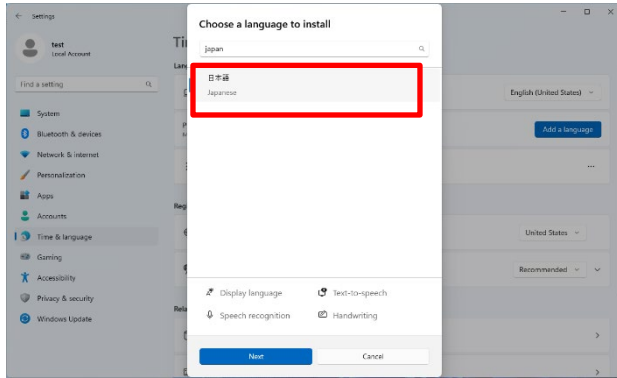 Settings
test
Local Account
Find a setting
System
Bluetooth & devices
Network & internet
Personalization
Apps
Accounts
Time & language
Gaming
Accessibility
Privacy & security
Windows Update
Choose a language to install
japan
日本語
Japanese
Display language
Text-to-speech
Speech recognition
Handwriting
Next
Cancel
English (United States)
Add a language
United States
Recommended